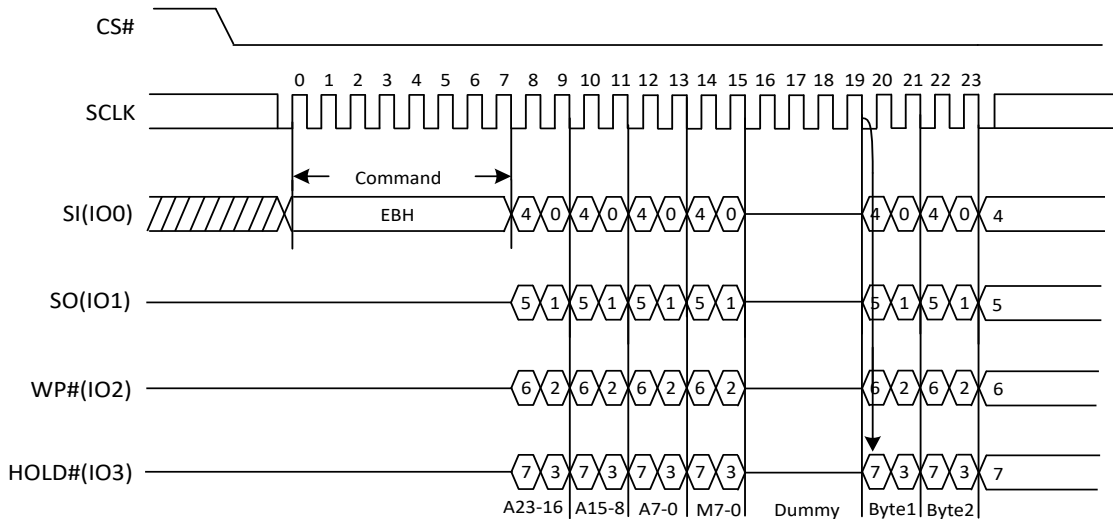 CS#
0 1 2 3 4 5 6 7 8 9 10 11 12 13 14 15 16 17 18 19 20 21 22 23
SCLK
Command
SI(IO0) EBH 4 0 4 0 4 0 4 0 4 0 4 0 4
SO(IO1) 5 1 5 1 5 1 5 1 5 1 5 1 5
WP#(IO2) 6 2 6 2 6 2 6 2 6 2 6 2 6
HOLD#(IO3) 7 3 7 3 7 3 7 3 7 3 7 3 7
A23-16 A15-8 A7-0 M7-0 Dummy Byte1 Byte2